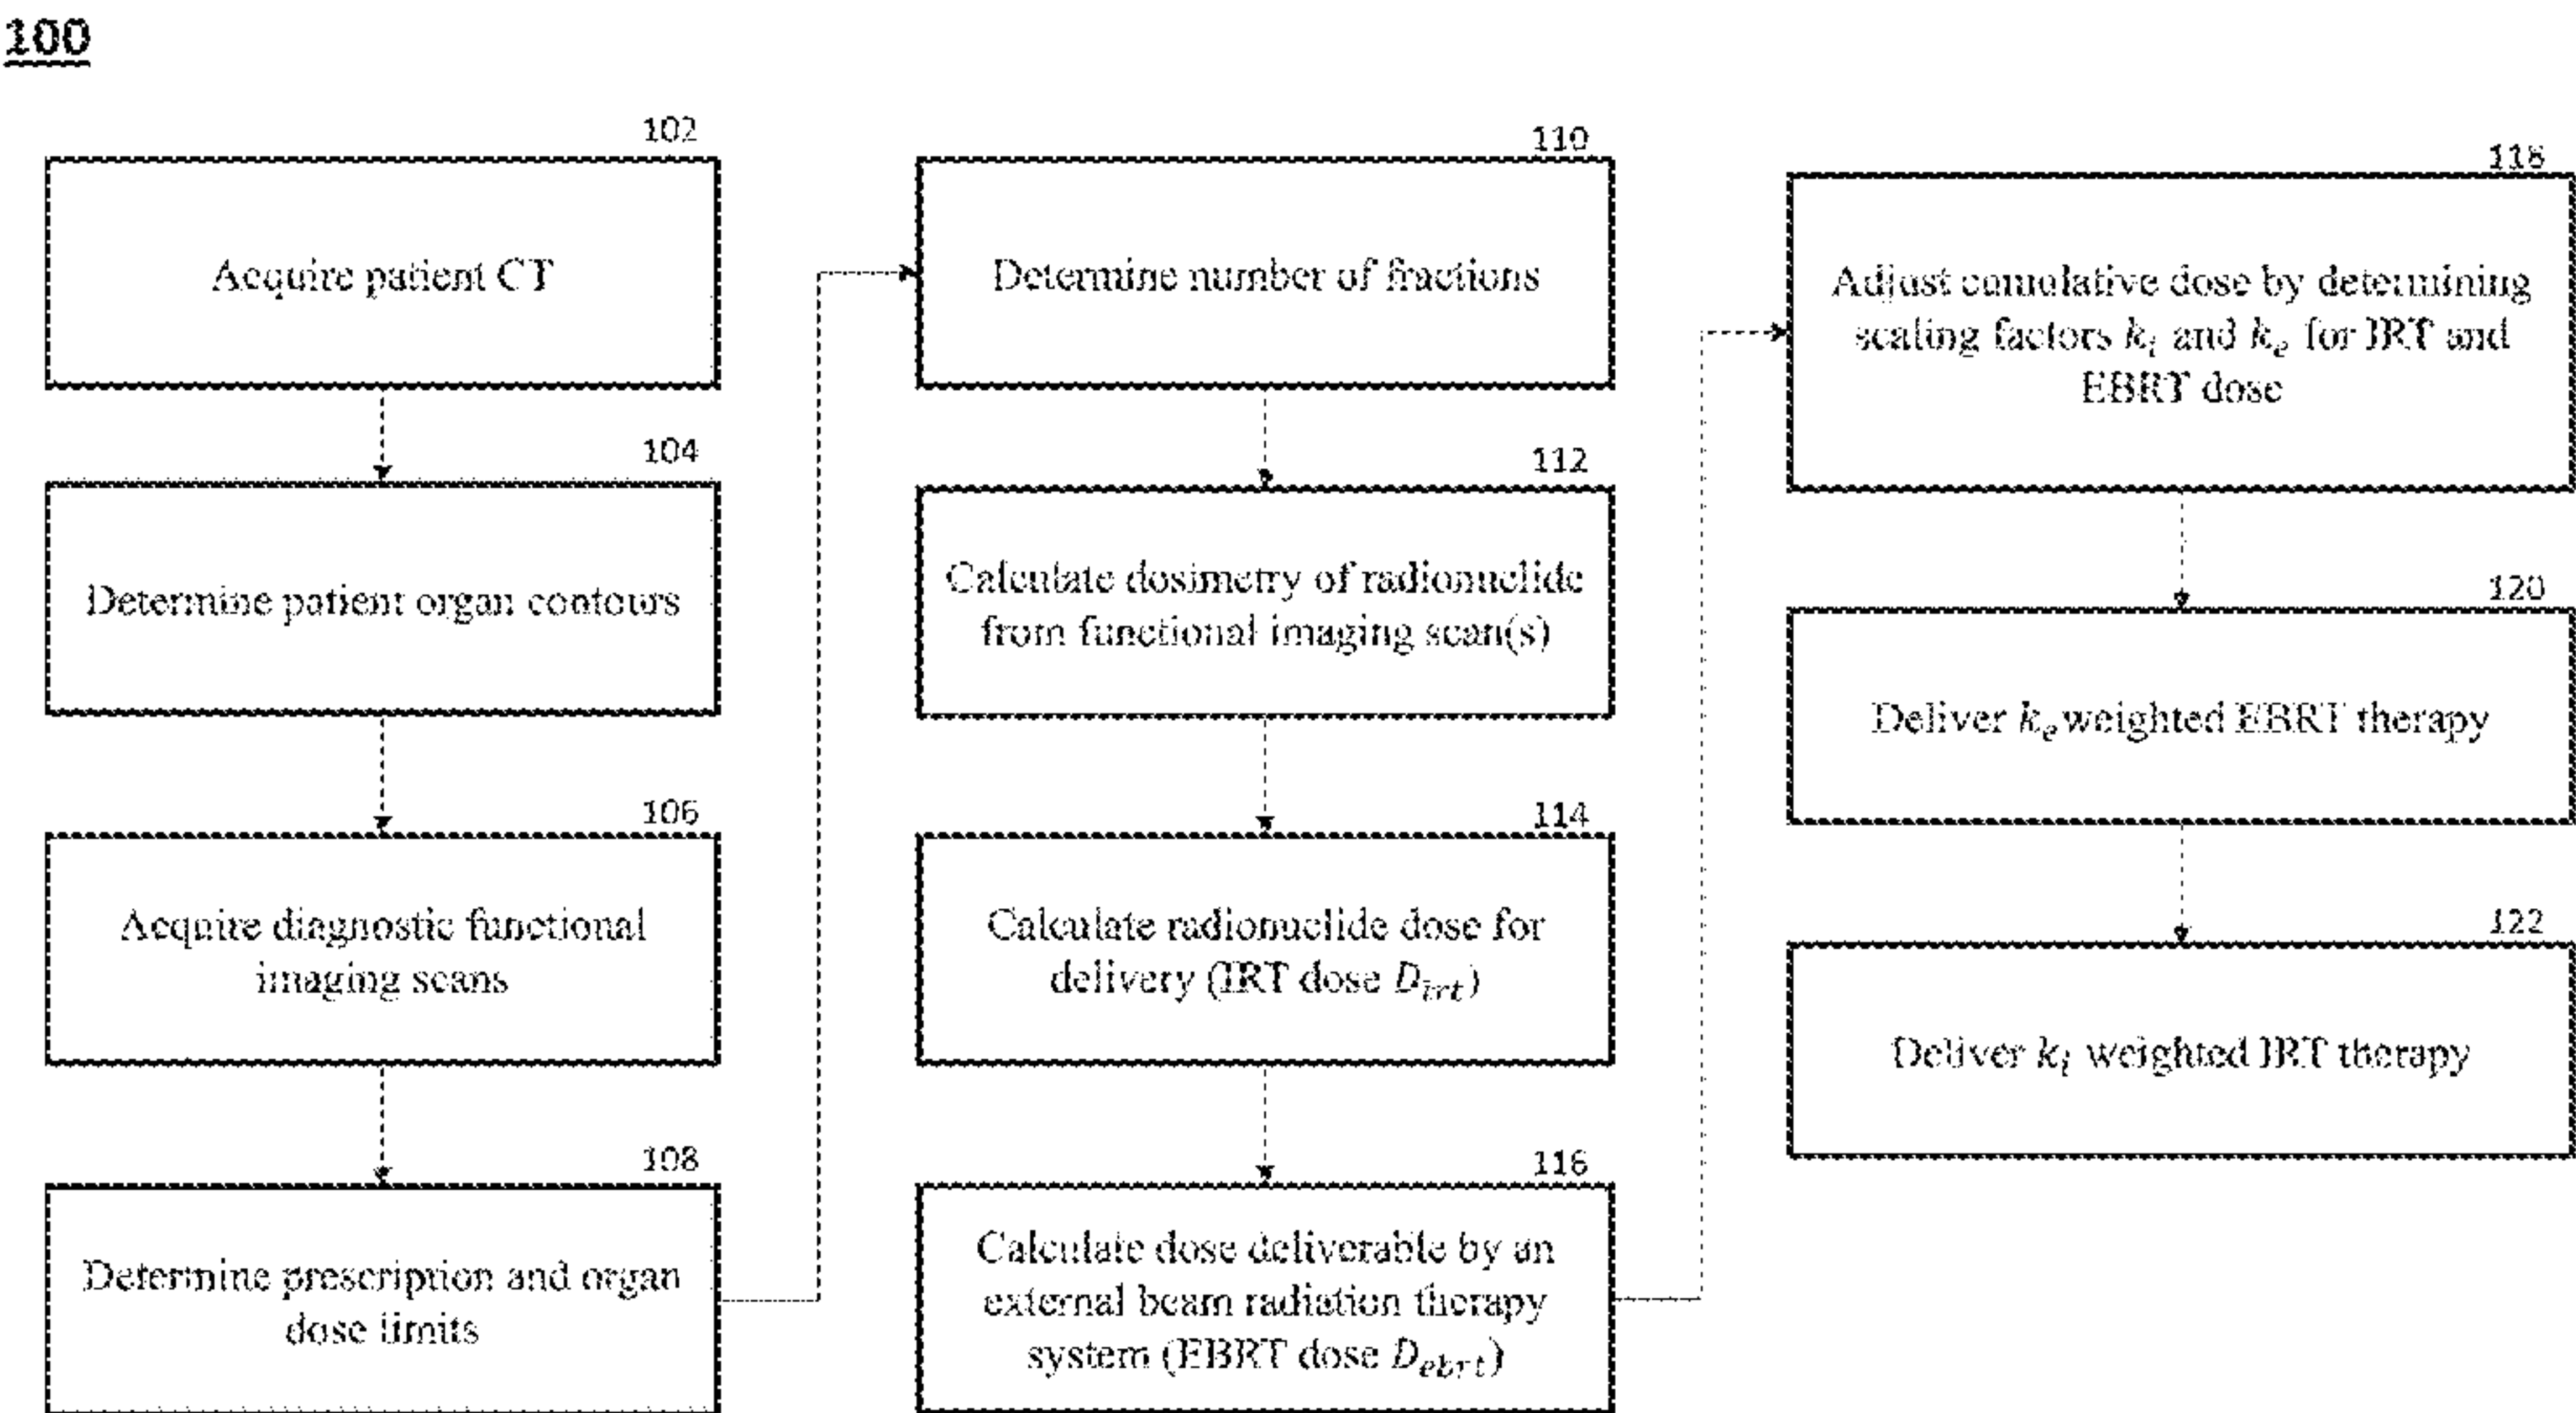 100
102
Acquire patient CT
104
Determine patient organ contours
106
Acquire diagnostic functional
imaging scans
108
Determine prescription and organ
dose limits
110
Determine number of fractions
112
Calculate dosimetry of radionuclide
from functional imaging scan(s)
114
Calculate radionuclide dose for
delivery (IRT dose D_irt)
116
Calculate dose deliverable by an
external beam radiation therapy
system (EBRT dose D_ebrt)
118
Adjust cumulative dose by determining
scaling factors k_i and k_e for IRT and
EBRT dose
120
Deliver k_e weighted EBRT therapy
122
Deliver k_i weighted IRT therapy